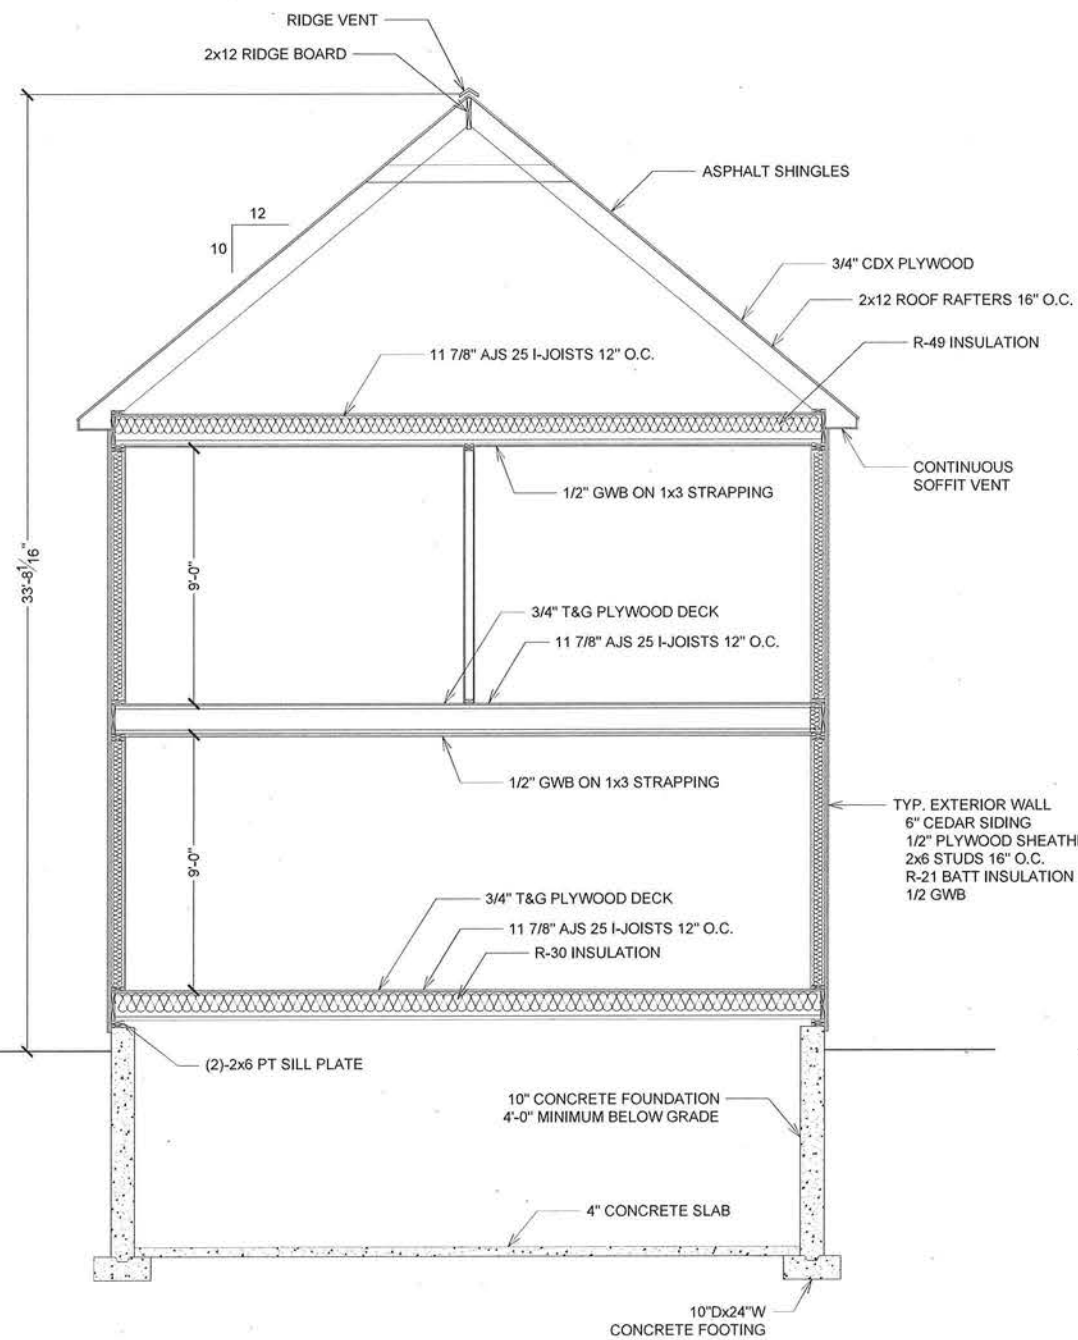 RIDGE VENT
2x12 RIDGE BOARD
ASPHALT SHINGLES
12
10
3/4" CDX PLYWOOD
2x12 ROOF RAFTERS 16" O.C.
R-49 INSULATION
11 7/8" AJS 25 I-JOISTS 12" O.C.
CONTINUOUS
SOFFIT VENT
1/2" GWB ON 1x3 STRAPPING
33'-8 1/16"
9'-0"
3/4" T&G PLYWOOD DECK
11 7/8" AJS 25 I-JOISTS 12" O.C.
1/2" GWB ON 1x3 STRAPPING
TYP. EXTERIOR WALL
6" CEDAR SIDING
1/2" PLYWOOD SHEATHI
2x6 STUDS 16" O.C.
R-21 BATT INSULATION
1/2 GWB
9'-0"
3/4" T&G PLYWOOD DECK
11 7/8" AJS 25 I-JOISTS 12" O.C.
R-30 INSULATION
(2)-2x6 PT SILL PLATE
10" CONCRETE FOUNDATION
4'-0" MINIMUM BELOW GRADE
4" CONCRETE SLAB
10"Dx24"W
CONCRETE FOOTING